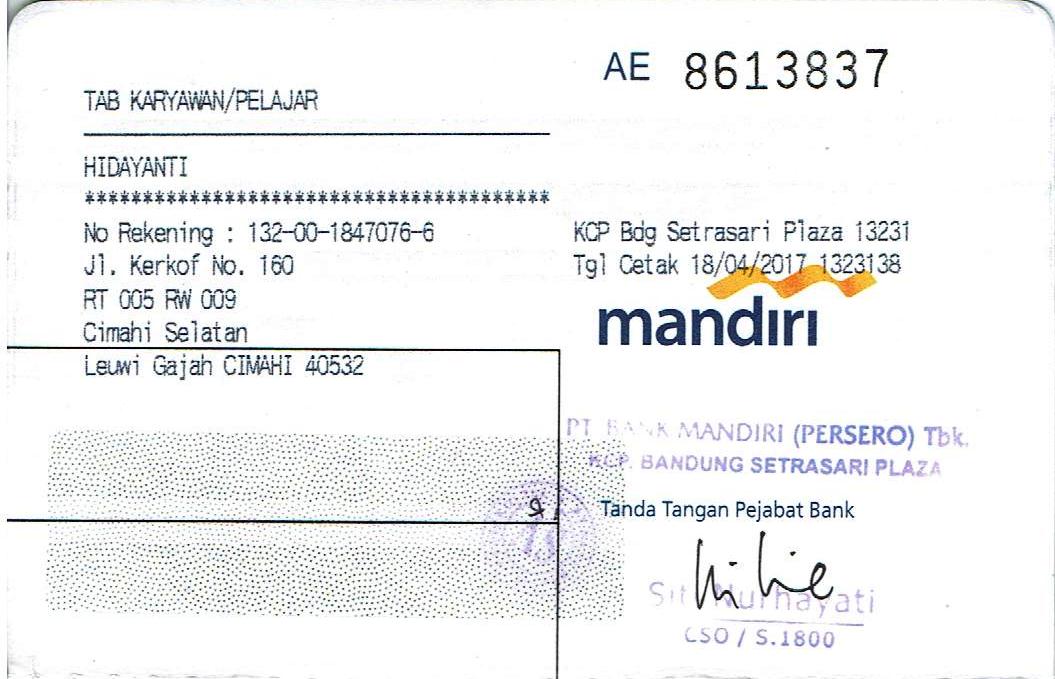 AE 8613837
TAB KARYAWAN/PELAJAR
HIDAYANTI
****************************************
No Rekening : 132-00-1847076-6
Jl. Kerkof No. 160
RT 005 RW 009
Cimahi Selatan
Leuwi Gajah CIMAHI 40532
KCP Bdg Setrasari Plaza 13231
Tgl Cetak 18/04/2017 1323138
mandiri
PT BANK MANDIRI (PERSERO) Tbk.
KCP. BANDUNG SETRASARI PLAZA
Tanda Tangan Pejabat Bank
Siti Nurhayati
CSO / S.1800